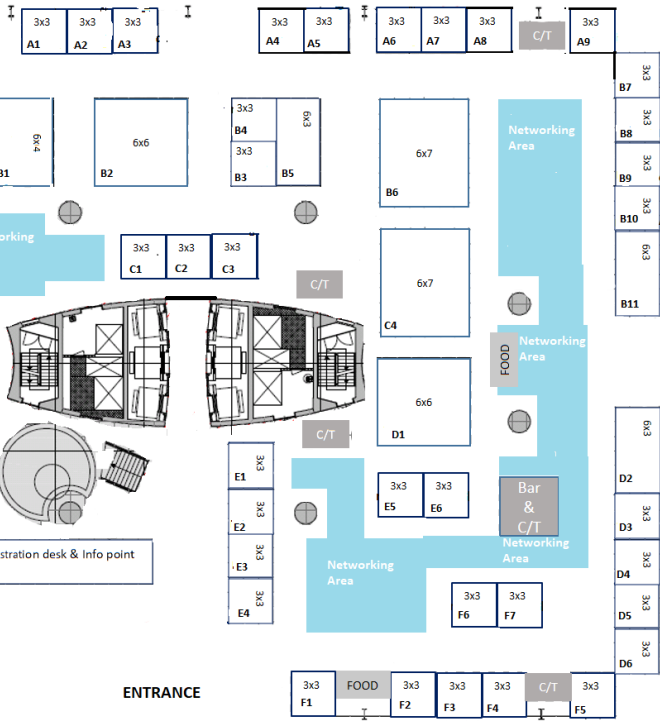 3x3 3x3 3x3 3x3 3x3 3x3 3x3 3x3 C/T 3x3
A1 A2 A3 A4 A5 A6 A7 A8 A9
3x3
B7
6x4
B1
6x6
B2
3x3
B4
3x3
B3
6x3
B5
6x7
B6
Networking
Area
3x3
B8
3x3
B9
3x3
B10
6x3
B11
orking
3x3 3x3 3x3
C1 C2 C3
C/T
6x7
C4
FOOD
Networking
Area
6x6
D1
C/T
6x3
D2
3x3
E1
3x3
E2
3x3
E3
3x3
E4
3x3 3x3
E5 E6
Bar
&
C/T
Networking
Area
3x3
D3
3x3
D4
3x3
D5
3x3
D6
stration desk & Info point
Networking
Area
3x3 3x3
F6 F7
ENTRANCE
3x3 FOOD 3x3 3x3 3x3 C/T 3x3
F1 F2 F3 F4 F5